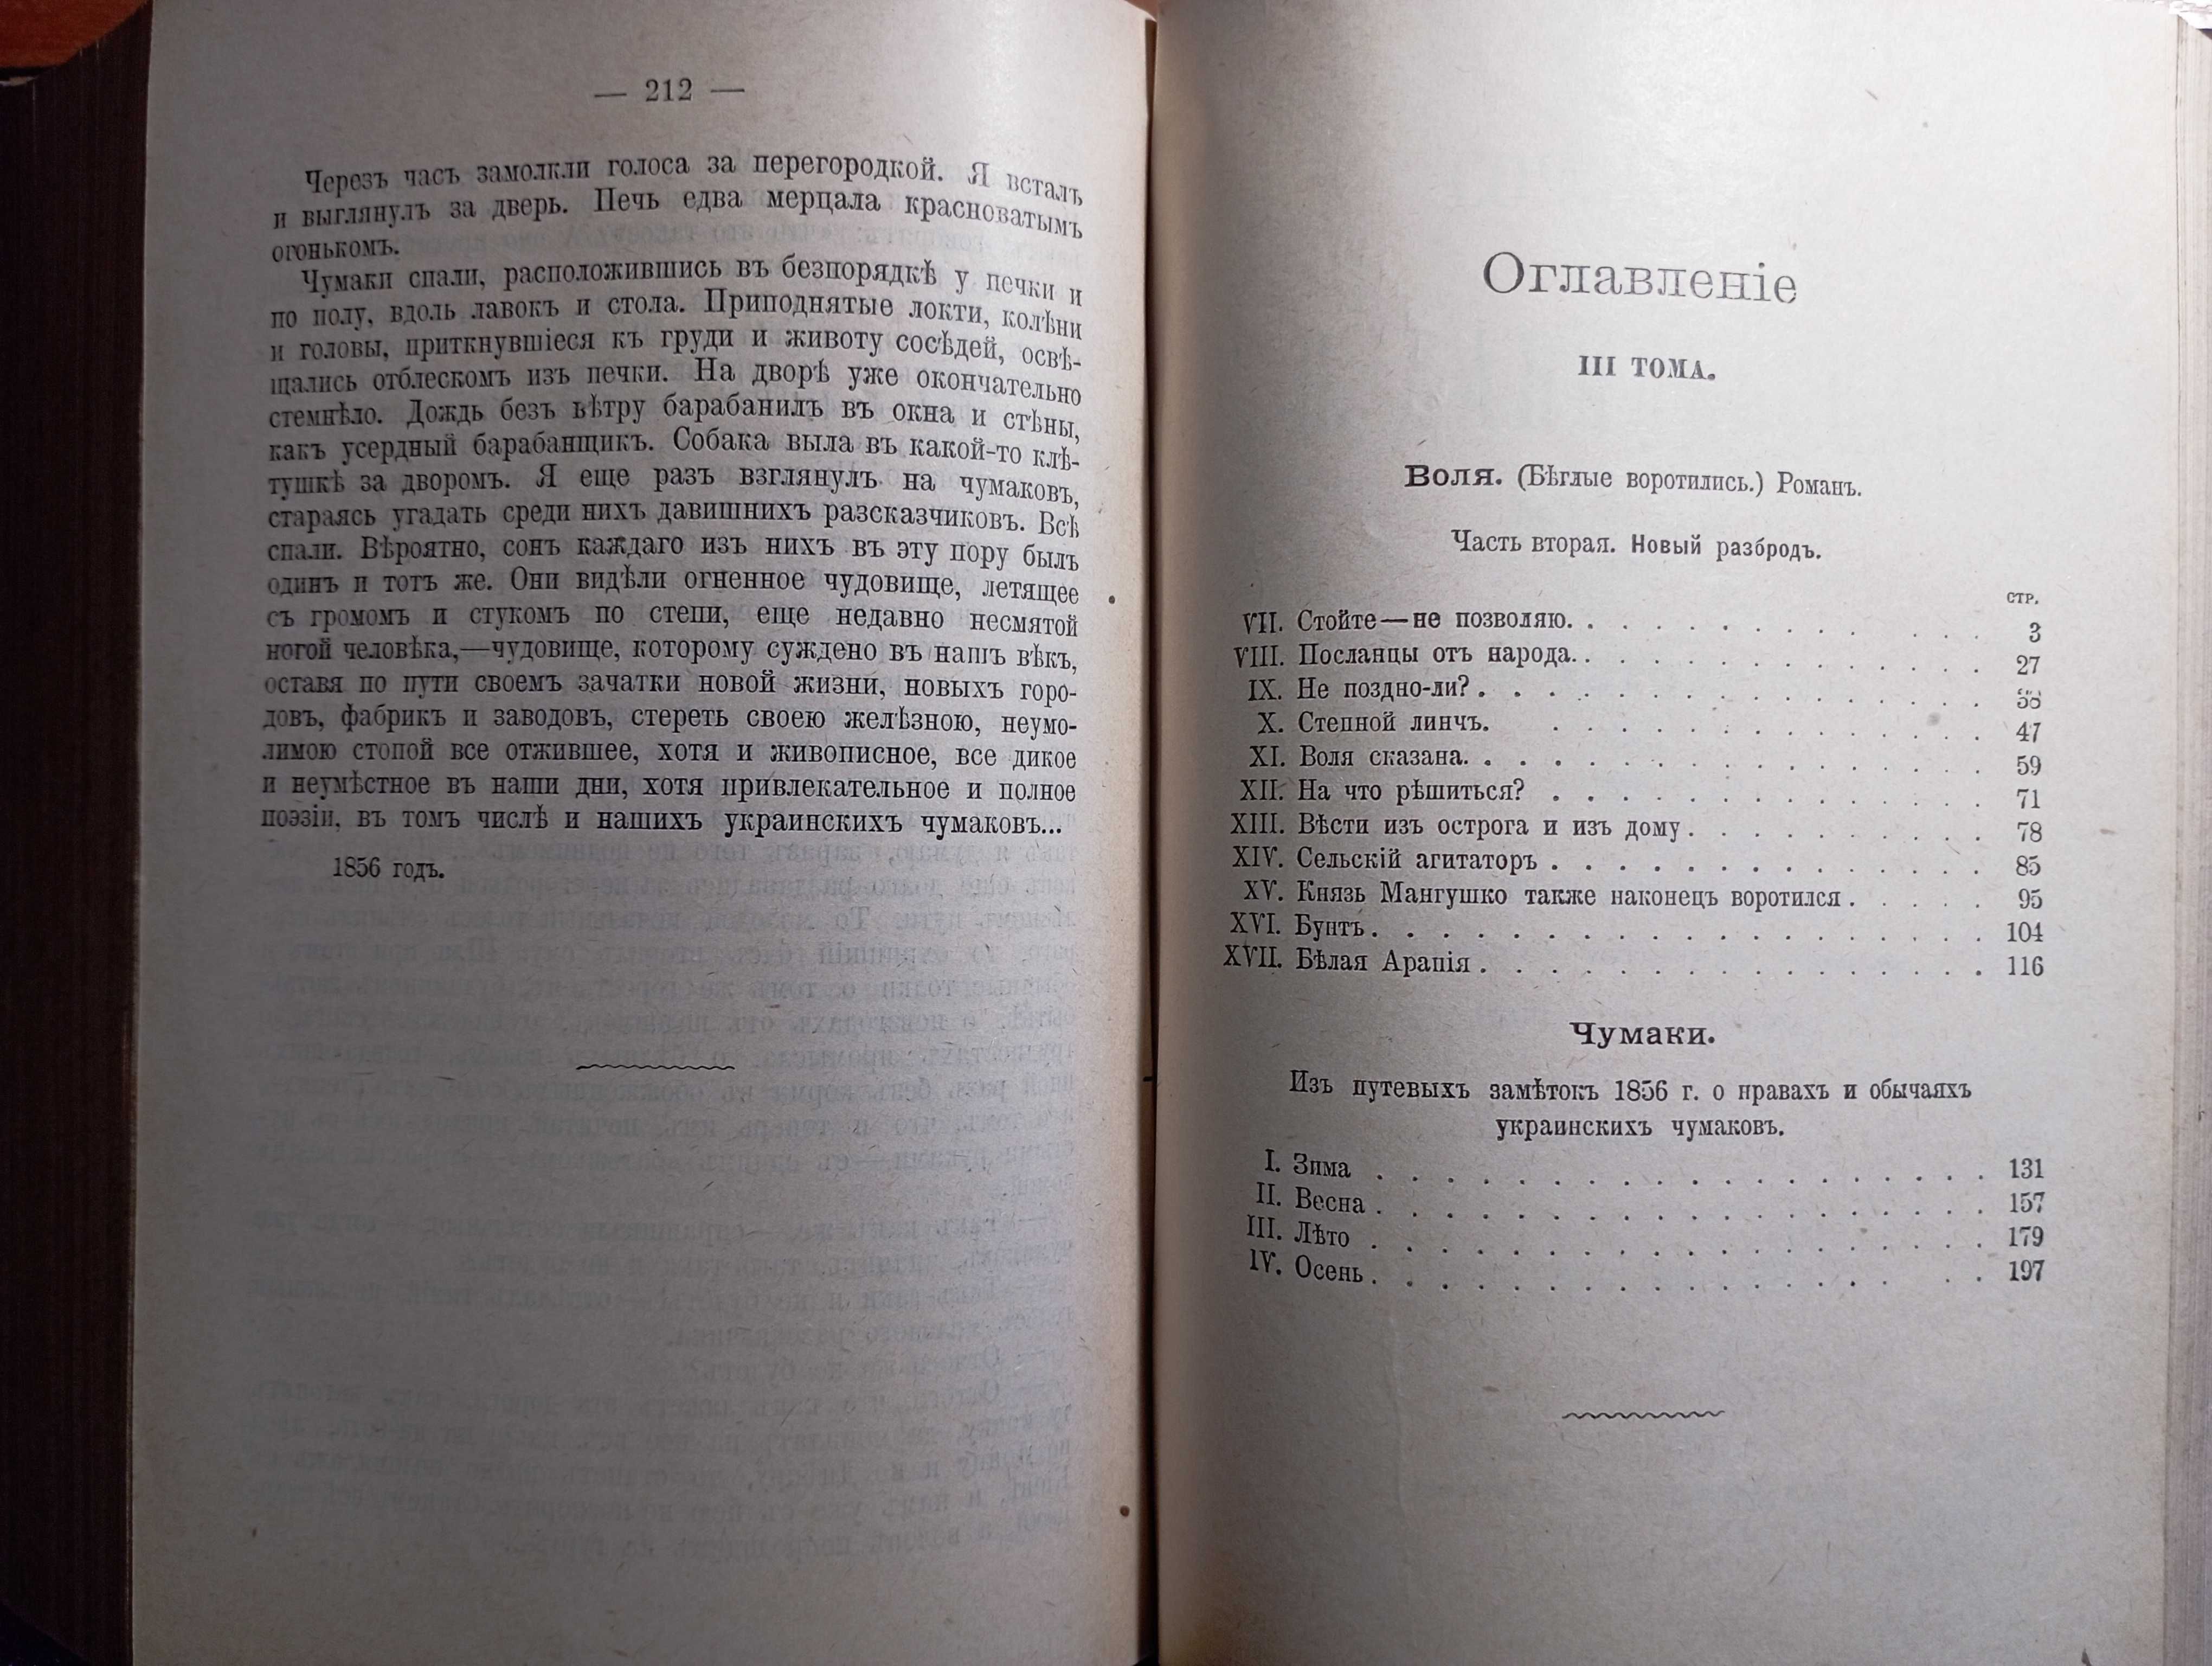 — 212 —
Черезъ часъ замолкли голоса за перегородкой. Я всталъ
и выглянулъ за дверь. Печь едва мерцала красноватымъ
огонькомъ.
Чумаки спали, расположившись въ безпорядкѣ у печки и
по полу, вдоль лавокъ и стола. Приподнятые локти, колѣни
и головы, приткнувшіеся къ груди и животу сосѣдей, освѣ-
щались отблескомъ изъ печки. На дворѣ уже окончательно
стемнѣло. Дождь безъ вѣтру барабанилъ въ окна и стѣны,
какъ усердный барабанщикъ. Собака выла въ какой-то клѣ-
тушкѣ за дворомъ. Я еще разъ взглянулъ на чумаковъ,
стараясь угадать среди нихъ давишнихъ разсказчиковъ. Всѣ
спали. Вѣроятно, сонъ каждаго изъ нихъ въ эту пору былъ
одинъ и тотъ же. Они видѣли огненное чудовище, летящее
съ громомъ и стукомъ по степи, еще недавно несмятой
ногой человѣка,—чудовище, которому суждено въ нашъ вѣкъ,
оставя по пути своемъ зачатки новой жизни, новыхъ горо-
довъ, фабрикъ и заводовъ, стереть своею желѣзною, неумо-
лимою стопой все отжившее, хотя и живописное, все дикое
и неумѣстное въ наши дни, хотя привлекательное и полное
поэзіи, въ томъ числѣ и нашихъ украинскихъ чумаковъ...
1856 годъ.
Оглавленіе
III ТОМА.
Воля. (Бѣглые воротились.) Романъ.
Часть вторая. Новый разбродъ.
СТР.
VII. Стойте—не позволяю. . . . . . . . . . . . . 3
VIII. Посланцы отъ народа. . . . . . . . . . . . . 27
IX. Не поздно-ли? . . . . . . . . . . . . . . . 38
X. Степной линчъ. . . . . . . . . . . . . . 47
XI. Воля сказана. . . . . . . . . . . . . . . . 59
XII. На что рѣшиться? . . . . . . . . . . . . . 71
XIII. Вѣсти изъ острога и изъ дому . . . . . . . . . 78
XIV. Сельскій агитаторъ . . . . . . . . . . . . . 85
XV. Князь Мангушко также наконецъ воротился . . . . . 95
XVI. Бунтъ . . . . . . . . . . . . . . . . . . 104
XVII. Бѣлая Арапія . . . . . . . . . . . . . . . 116
Чумаки.
Изъ путевыхъ замѣтокъ 1856 г. о нравахъ и обычаяхъ
украинскихъ чумаковъ.
I. Зима . . . . . . . . . . . . . . . . . . 131
II. Весна . . . . . . . . . . . . . . . . . . 157
III. Лѣто . . . . . . . . . . . . . . . . . . 179
IV. Осень . . . . . . . . . . . . . . . . . . 197